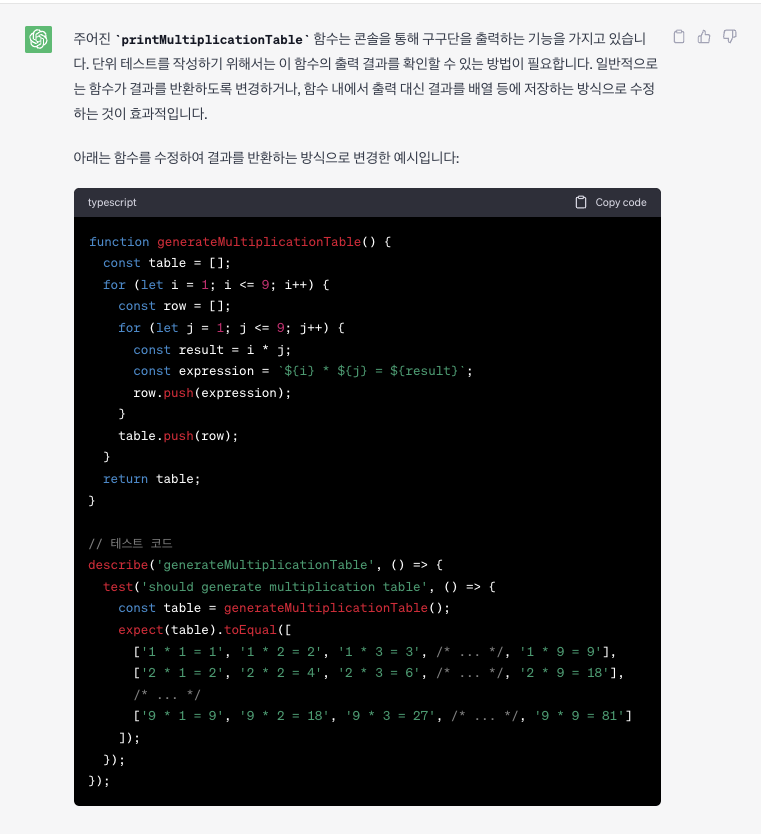 주어진 `printMultiplicationTable` 함수는 콘솔을 통해 구구단을 출력하는 기능을 가지고 있습니
다. 단위 테스트를 작성하기 위해서는 이 함수의 출력 결과를 확인할 수 있는 방법이 필요합니다. 일반적으로
는 함수가 결과를 반환하도록 변경하거나, 함수 내에서 출력 대신 결과를 배열 등에 저장하는 방식으로 수정
하는 것이 효과적입니다.
아래는 함수를 수정하여 결과를 반환하는 방식으로 변경한 예시입니다:
typescript Copy code
function generateMultiplicationTable() {
  const table = [];
  for (let i = 1; i <= 9; i++) {
    const row = [];
    for (let j = 1; j <= 9; j++) {
      const result = i * j;
      const expression = `${i} * ${j} = ${result}`;
      row.push(expression);
    }
    table.push(row);
  }
  return table;
}
// 테스트 코드
describe('generateMultiplicationTable', () => {
  test('should generate multiplication table', () => {
    const table = generateMultiplicationTable();
    expect(table).toEqual([
      ['1 * 1 = 1', '1 * 2 = 2', '1 * 3 = 3', /* ... */, '1 * 9 = 9'],
      ['2 * 1 = 2', '2 * 2 = 4', '2 * 3 = 6', /* ... */, '2 * 9 = 18'],
      /* ... */
      ['9 * 1 = 9', '9 * 2 = 18', '9 * 3 = 27', /* ... */, '9 * 9 = 81']
    ]);
  });
});